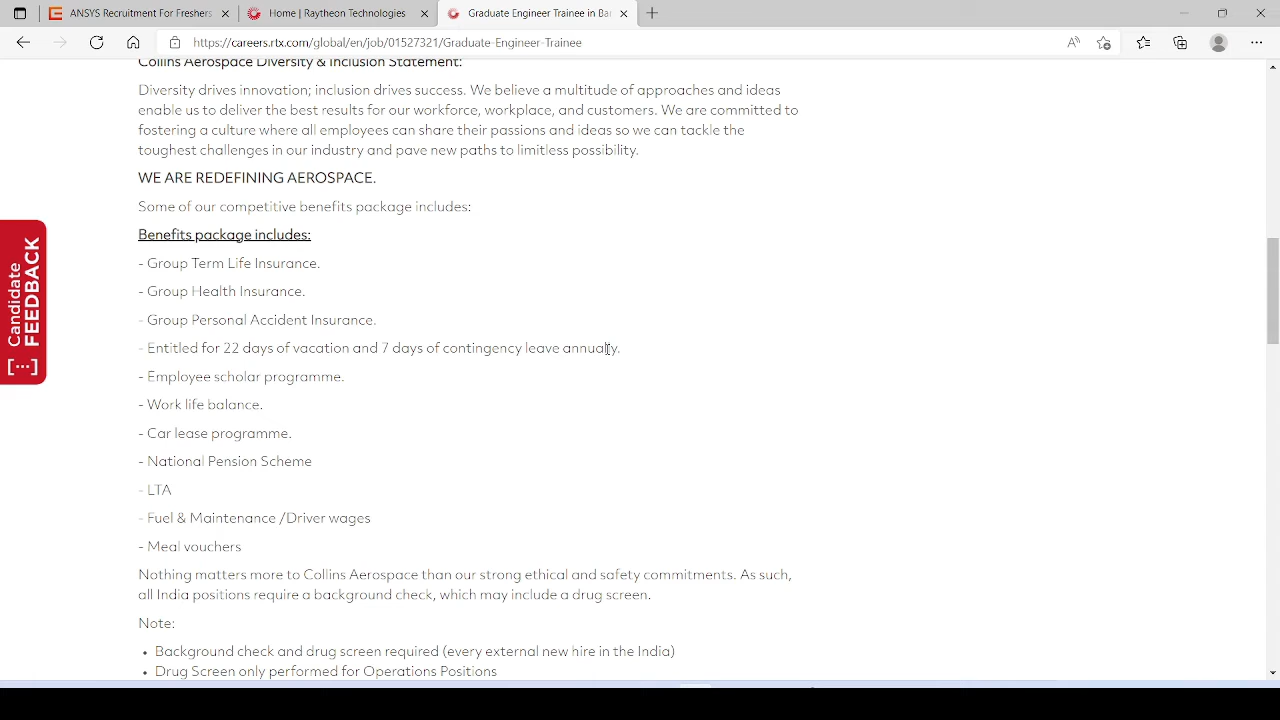 ANSYS Recruitment For Freshers
Home | Raytheon Technologies
Graduate Engineer Trainee in Ba
https://careers.rtx.com/global/en/job/01527321/Graduate-Engineer-Trainee
Collins Aerospace Diversity & Inclusion Statement:
Diversity drives innovation; inclusion drives success. We believe a multitude of approaches and ideas
enable us to deliver the best results for our workforce, workplace, and customers. We are committed to
fostering a culture where all employees can share their passions and ideas so we can tackle the
toughest challenges in our industry and pave new paths to limitless possibility.
WE ARE REDEFINING AEROSPACE.
Some of our competitive benefits package includes:
Benefits package includes:
- Group Term Life Insurance.
- Group Health Insurance.
- Group Personal Accident Insurance.
- Entitled for 22 days of vacation and 7 days of contingency leave annually.
- Employee scholar programme.
- Work life balance.
- Car lease programme.
- National Pension Scheme
- LTA
- Fuel & Maintenance /Driver wages
- Meal vouchers
Nothing matters more to Collins Aerospace than our strong ethical and safety commitments. As such,
all India positions require a background check, which may include a drug screen.
Note:
• Background check and drug screen required (every external new hire in the India)
• Drug Screen only performed for Operations Positions
Candidate
FEEDBACK